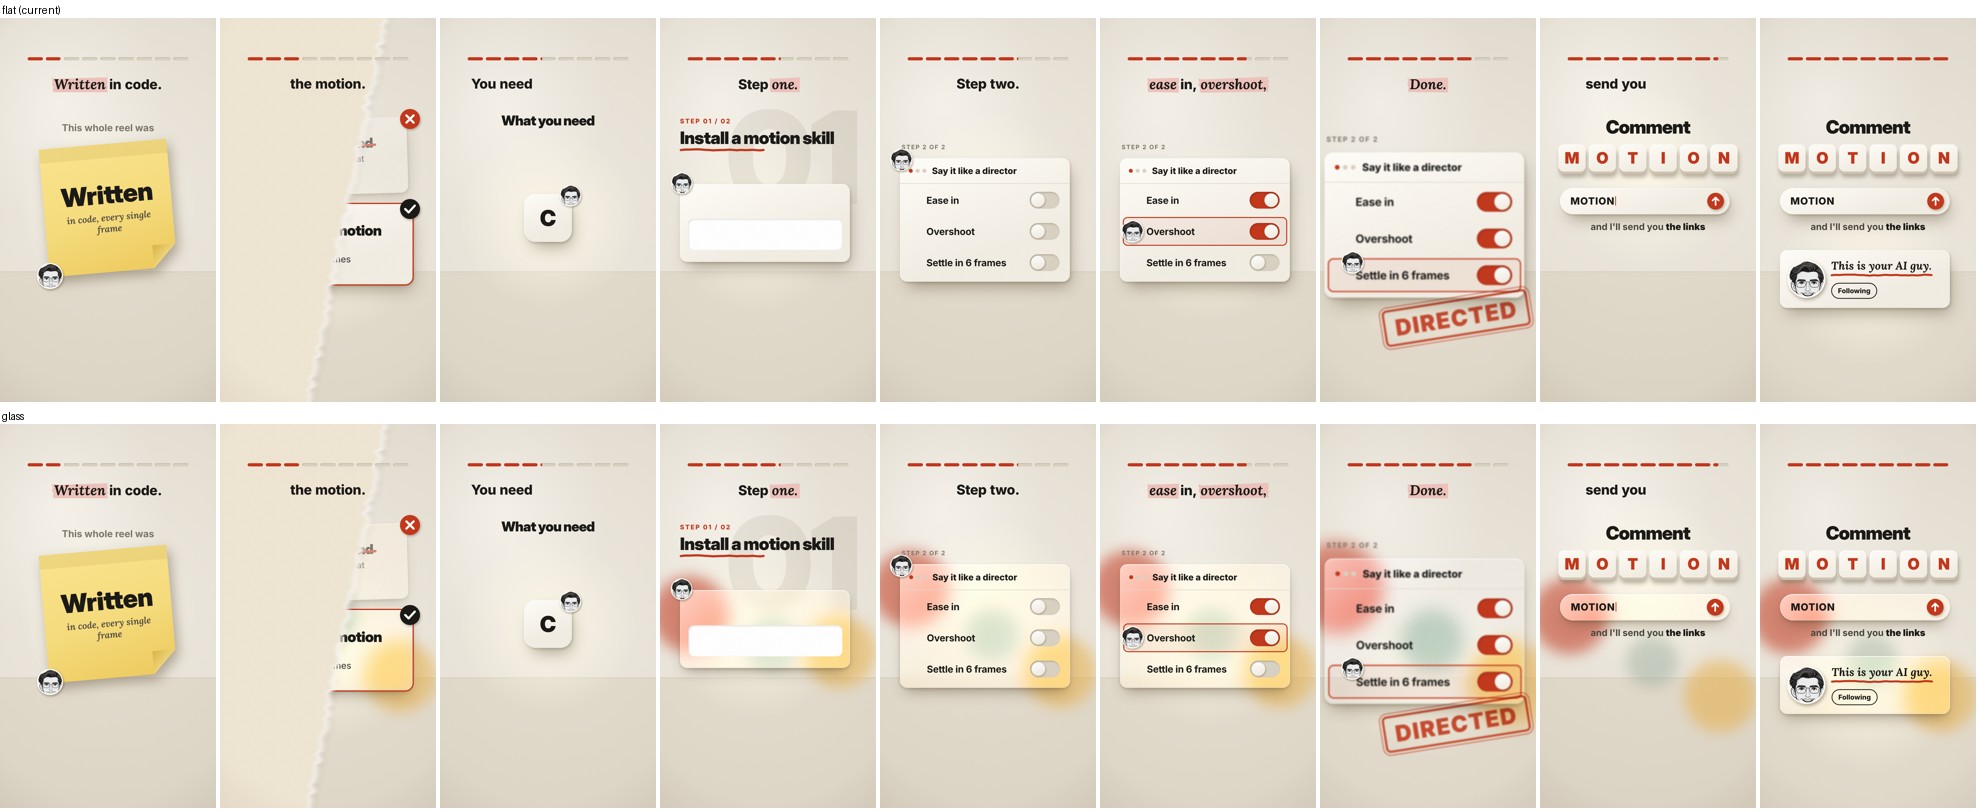 flat (current)
Written in code.
This whole reel was
Written
in code, every single
frame
the motion.
motion
You need
What you need
C
Step one.
01
STEP 01 / 02
Install a motion skill
Step two.
STEP 2 OF 2
Say it like a director
Ease in
Overshoot
Settle in 6 frames
ease in, overshoot,
STEP 2 OF 2
Say it like a director
Ease in
Overshoot
Settle in 6 frames
Done.
STEP 2 OF 2
Say it like a director
Ease in
Overshoot
Settle in 6 frames
DIRECTED
send you
Comment
MOTION
MOTION
and I'll send you the links
Comment
MOTION
MOTION
and I'll send you the links
This is your AI guy.
Following
glass
Written in code.
This whole reel was
Written
in code, every single
frame
the motion.
motion
You need
What you need
C
Step one.
01
STEP 01 / 02
Install a motion skill
Step two.
STEP 2 OF 2
Say it like a director
Ease in
Overshoot
Settle in 6 frames
ease in, overshoot,
STEP 2 OF 2
Say it like a director
Ease in
Overshoot
Settle in 6 frames
Done.
STEP 2 OF 2
Say it like a director
Ease in
Overshoot
Settle in 6 frames
DIRECTED
send you
Comment
MOTION
MOTION
and I'll send you the links
Comment
MOTION
MOTION
and I'll send you the links
This is your AI guy.
Following